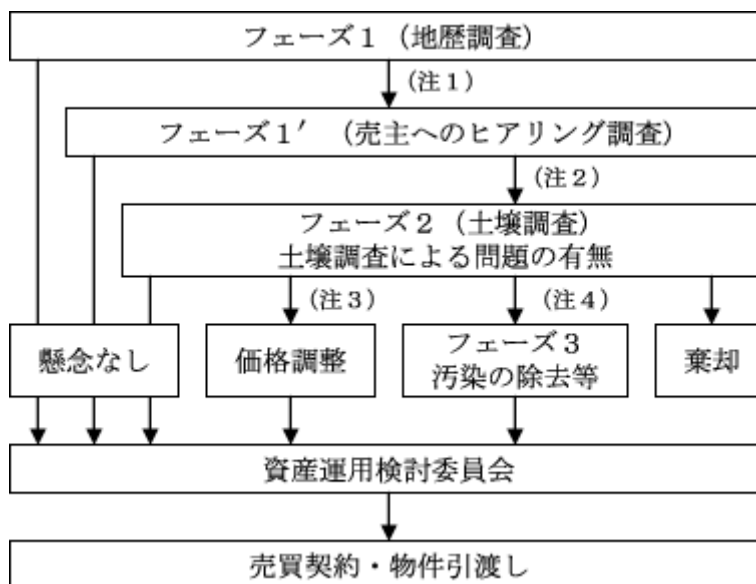 フェーズ1（地歴調査）
（注1）
フェーズ1′（売主へのヒアリング調査）
（注2）
フェーズ2（土壌調査）
土壌調査による問題の有無
（注3）
（注4）
懸念なし
価格調整
フェーズ3
汚染の除去等
棄却
資産運用検討委員会
売買契約・物件引渡し